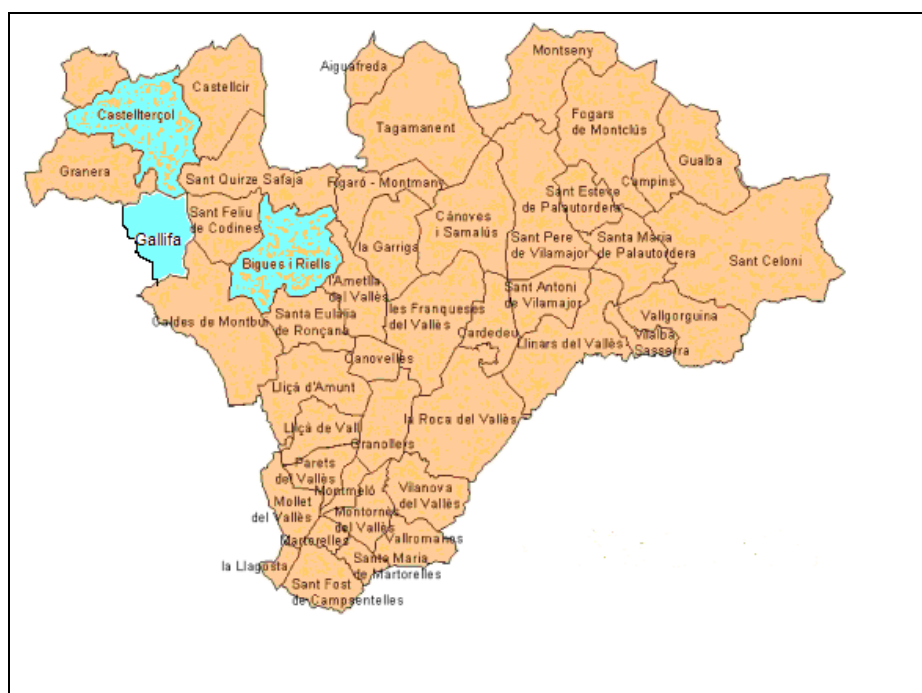 Montseny
Aiguafreda
Castellcir
Castellterçol
Fogars
de Montclús
Tagamanent
Gualba
Granera
Sant Quirze Safaja
Figaró - Montmany
Campins
Sant Esteve
de Palautordera
Sant Feliu
de Codines
Cànoves
i Samalús
Gallifa
la Garriga
Sant Pere
de Vilamajor
Santa Maria
de Palautordera
Sant Celoni
Bigues i Riells
l'Ametlla
del Vallès
Sant Antoni
de Vilamajor
les Franqueses
del Vallès
Vallgorguina
Caldes de Montbui
Santa Eulàlia
de Ronçana
Cardedeu
Llinars del Vallès
Vilalba
Sasserra
Canovelles
Lliçà d'Amunt
la Roca del Vallès
Lliçà de Vall
Granollers
Parets
del Vallès
Montmeló
Vilanova
del Vallès
Mollet
del Vallès
Montornès
del Vallès
Martorelles
Vallromanes
la Llagosta
Santa Maria
de Martorelles
Sant Fost
de Campsentelles